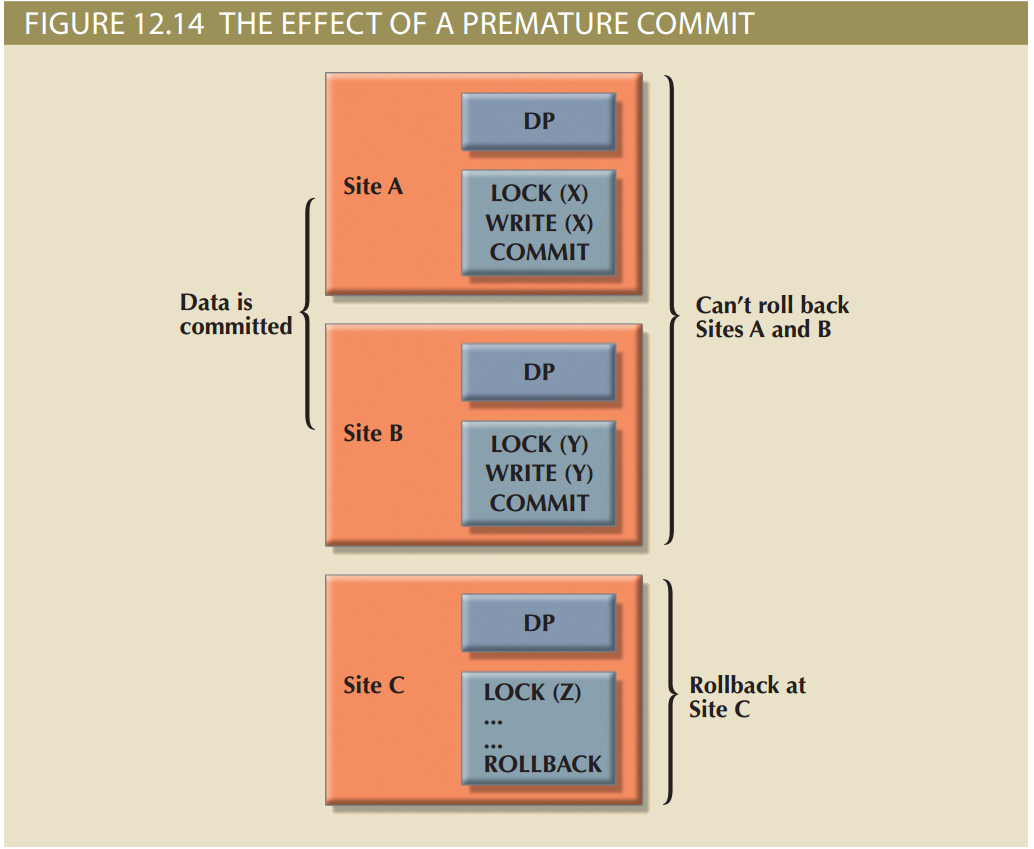 FIGURE 12.14 THE EFFECT OF A PREMATURE COMMIT
DP
Site A
LOCK (X)
WRITE (X)
COMMIT
Data is
committed
Can't roll back
Sites A and B
DP
Site B
LOCK (Y)
WRITE (Y)
COMMIT
DP
Site C
LOCK (Z)
...
...
ROLLBACK
Rollback at
Site C